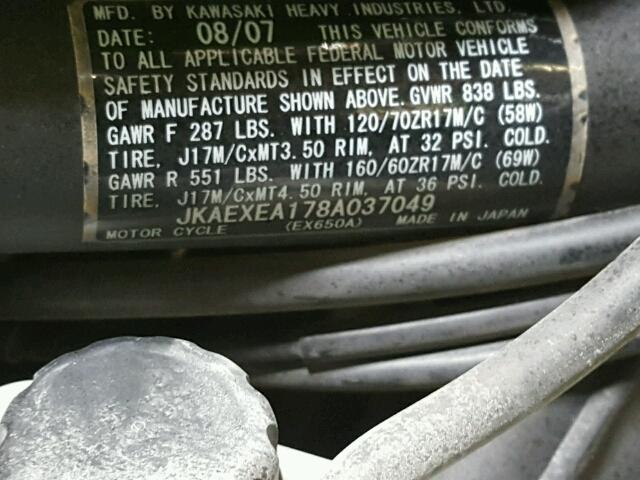 MFD. BY KAWASAKI HEAVY INDUSTRIES, LTD.
DATE: 08/07 THIS VEHICLE CONFORMS
TO ALL APPLICABLE FEDERAL MOTOR VEHICLE
SAFETY STANDARDS IN EFFECT ON THE DATE
OF MANUFACTURE SHOWN ABOVE. GVWR 838 LBS.
GAWR F 287 LBS. WITH 120/70ZR17M/C (58W)
TIRE, J17M/CxMT3.50 RIM, AT 32 PSI. COLD.
GAWR R 551 LBS. WITH 160/60ZR17M/C (69W)
TIRE, J17M/CxMT4.50 RIM, AT 36 PSI. COLD.
JKAEXEA178A037049
MOTOR CYCLE (EX650A) MADE IN JAPAN